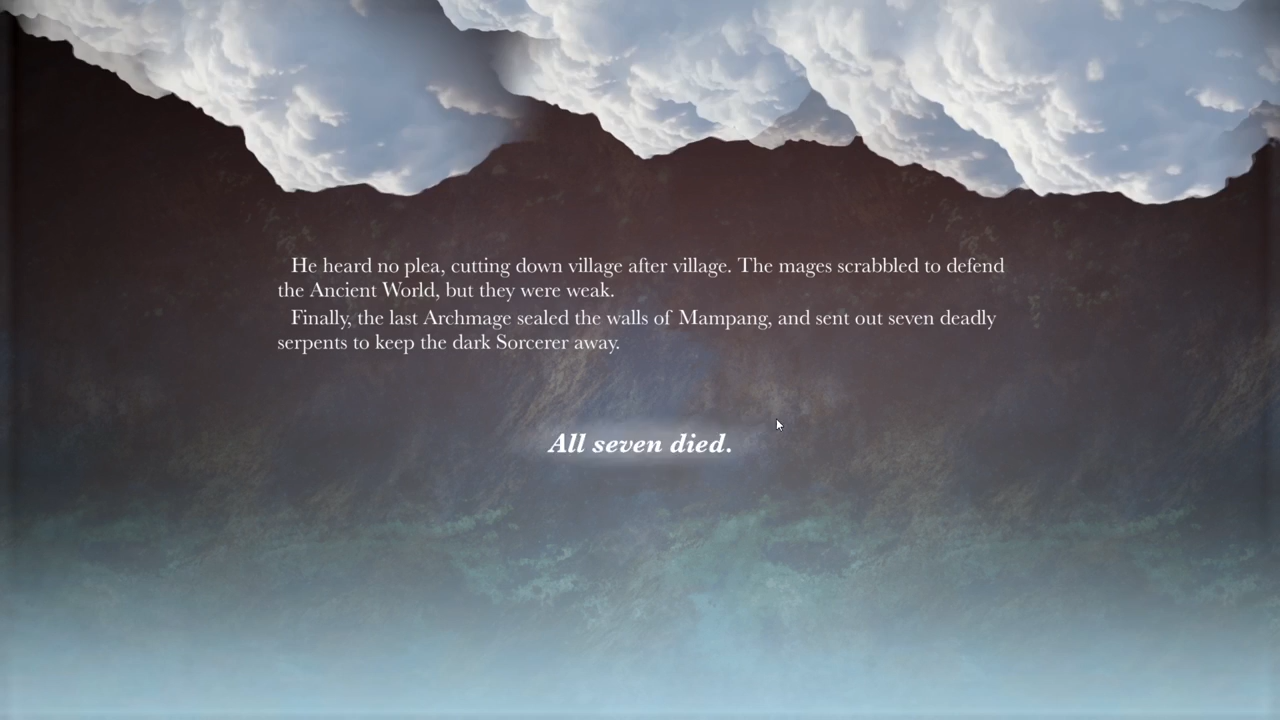 He heard no plea, cutting down village after village. The mages scrabbled to defend
the Ancient World, but they were weak.
Finally, the last Archmage sealed the walls of Mampang, and sent out seven deadly
serpents to keep the dark Sorcerer away.
All seven died.